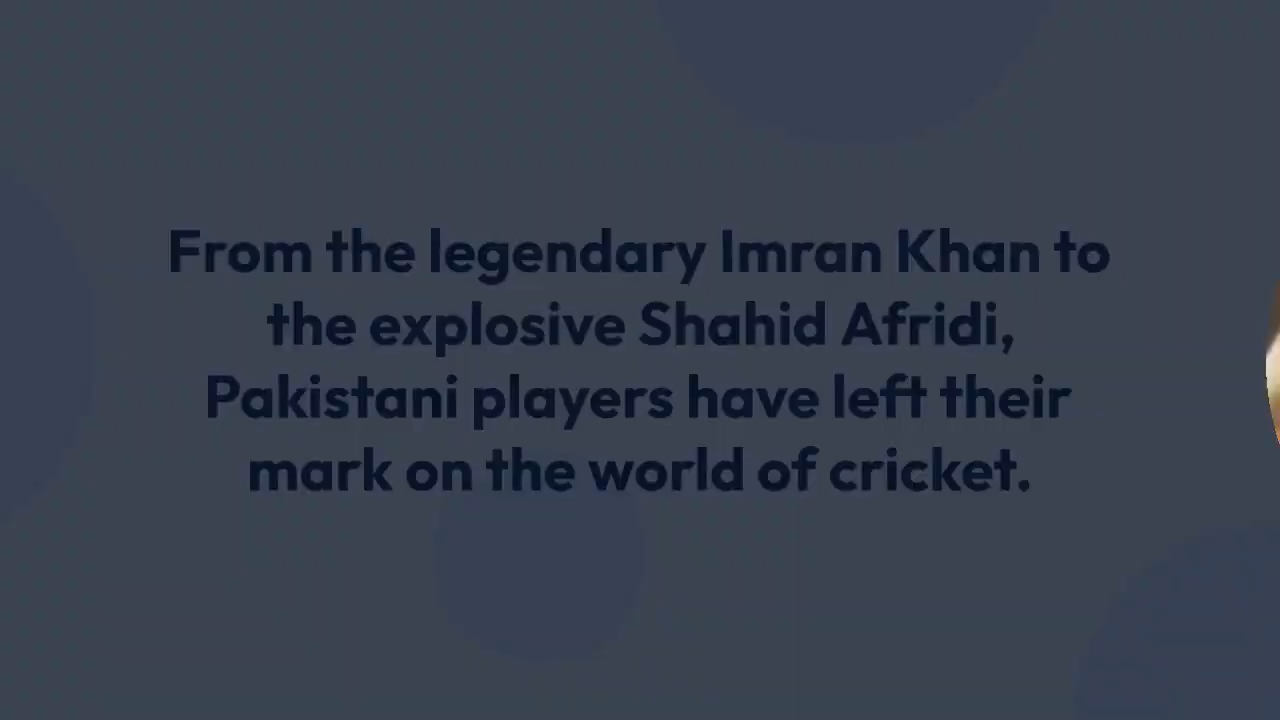 From the legendary Imran Khan to
the explosive Shahid Afridi,
Pakistani players have left their
mark on the world of cricket.